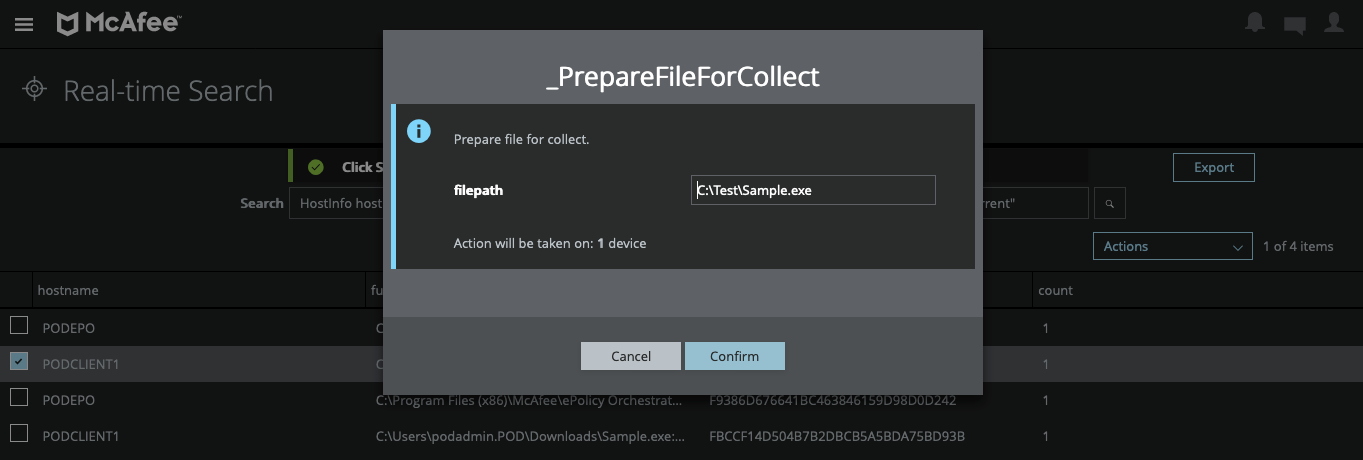 McAfee™
Real-time Search
_PrepareFileForCollect
Prepare file for collect.
filepath
C:\Test\Sample.exe
Action will be taken on: 1 device
Cancel
Confirm
Click S
Export
Search
HostInfo host
rrent"
Actions
1 of 4 items
hostname
fu
count
PODEPO
C
1
PODCLIENT1
C
1
PODEPO
C:\Program Files (x86)\McAfee\ePolicy Orchestrat...
F9386D676641BC463846159D98D0D242
1
PODCLIENT1
C:\Users\podadmin.POD\Downloads\Sample.exe:...
FBCCF14D504B7B2DBCB5A5BDA75BD93B
1